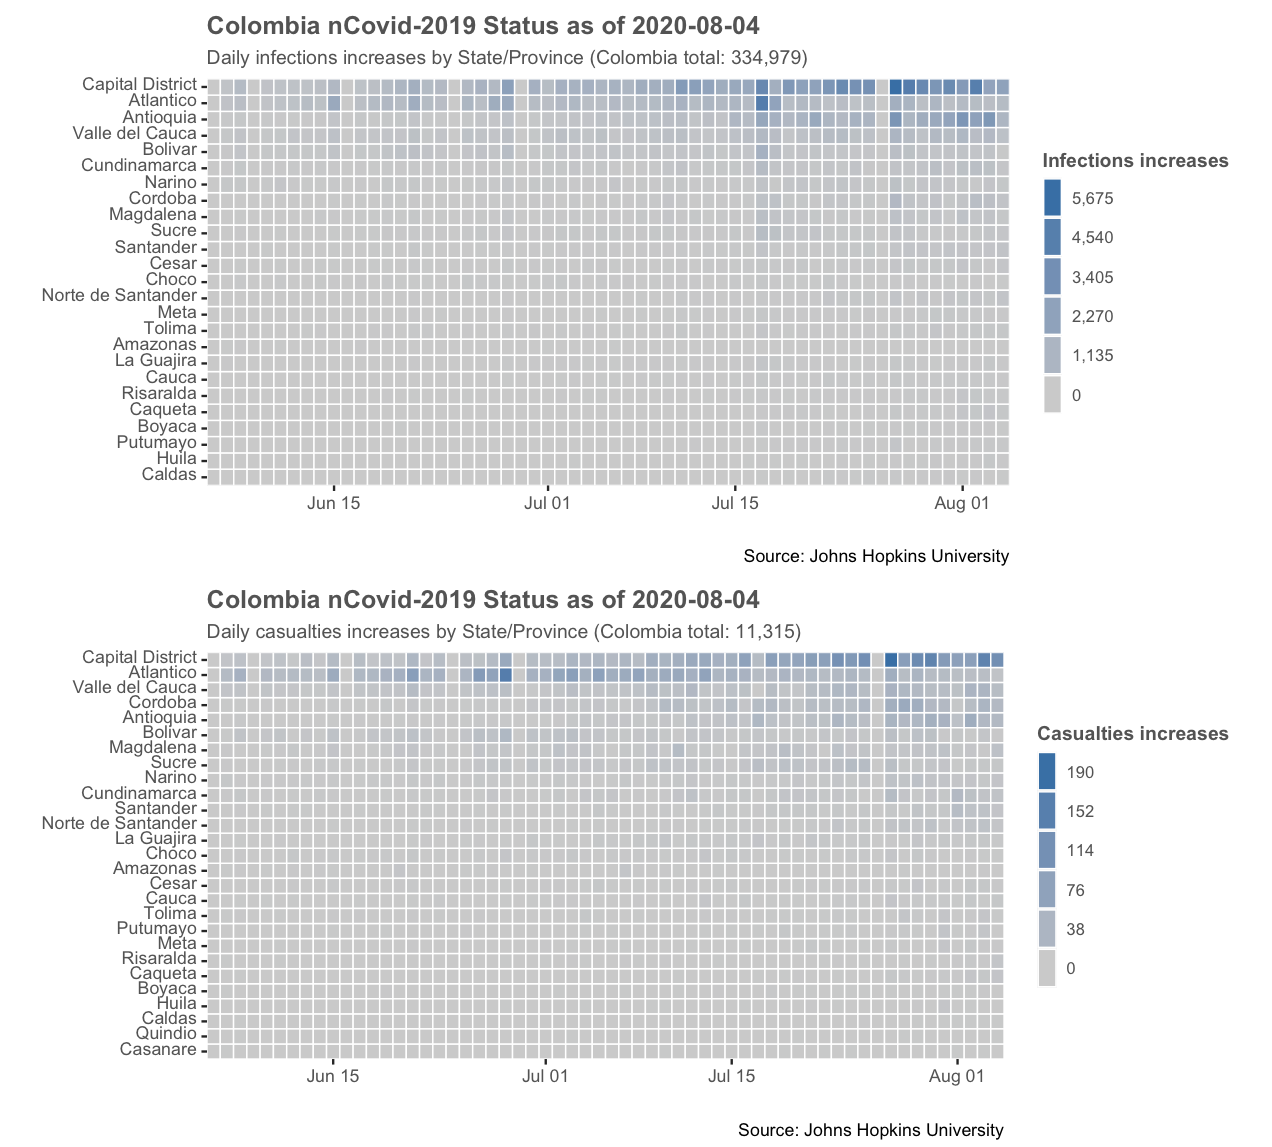 Colombia nCovid-2019 Status as of 2020-08-04
Daily infections increases by State/Province (Colombia total: 334,979)
Capital District
Atlantico
Antioquia
Valle del Cauca
Bolivar
Cundinamarca
Narino
Cordoba
Magdalena
Sucre
Santander
Cesar
Choco
Norte de Santander
Meta
Tolima
Amazonas
La Guajira
Cauca
Risaralda
Caqueta
Boyaca
Putumayo
Huila
Caldas
Jun 15 Jul 01 Jul 15 Aug 01
Infections increases
5,675
4,540
3,405
2,270
1,135
0
Source: Johns Hopkins University
Colombia nCovid-2019 Status as of 2020-08-04
Daily casualties increases by State/Province (Colombia total: 11,315)
Capital District
Atlantico
Valle del Cauca
Cordoba
Antioquia
Bolivar
Magdalena
Sucre
Narino
Cundinamarca
Santander
Norte de Santander
La Guajira
Choco
Amazonas
Cesar
Cauca
Tolima
Putumayo
Meta
Risaralda
Caqueta
Boyaca
Huila
Caldas
Quindio
Casanare
Jun 15 Jul 01 Jul 15 Aug 01
Casualties increases
190
152
114
76
38
0
Source: Johns Hopkins University